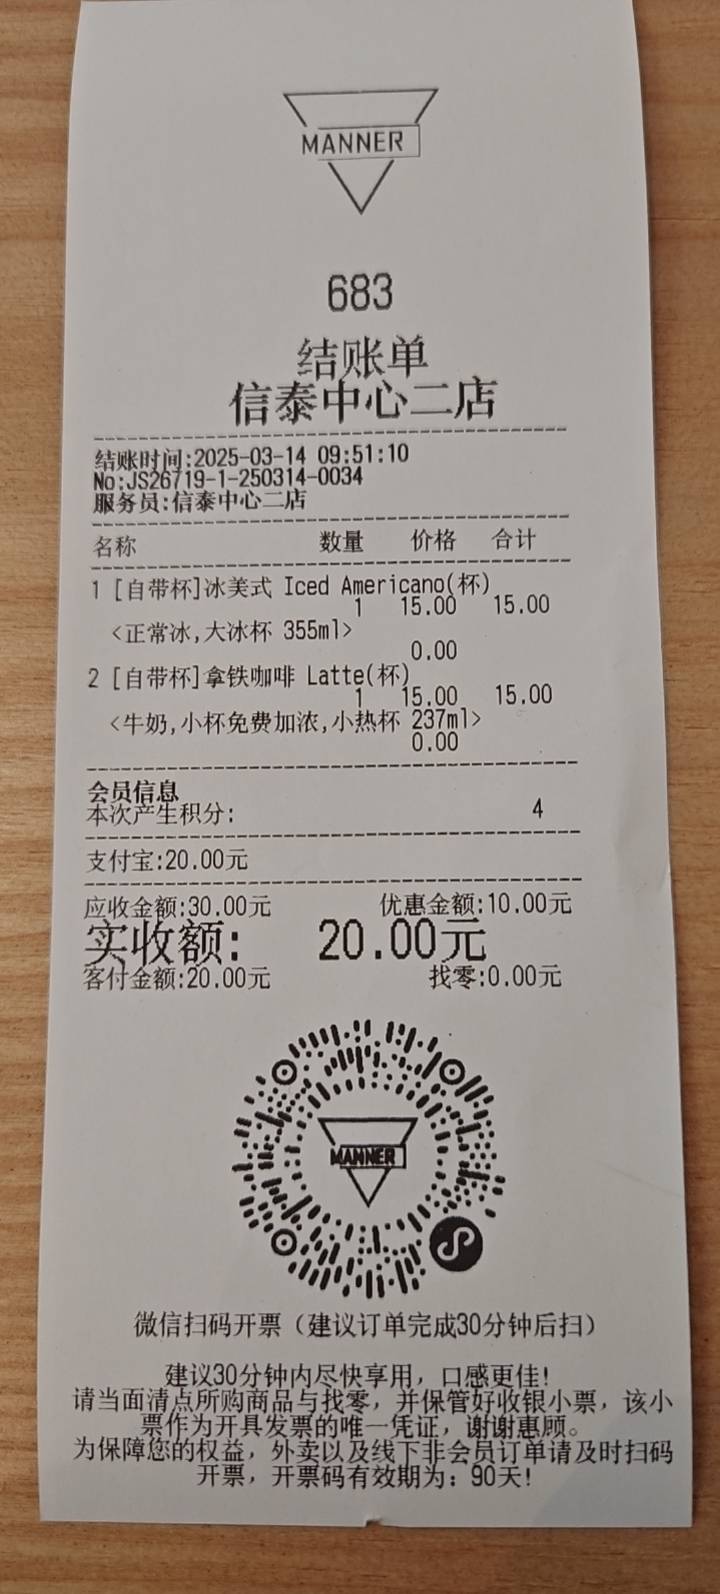 MANNER
683
结账单
信泰中心二店
结账时间:2025-03-14 09:51:10
No:JS26719-1-250314-0034
服务员:信泰中心二店
名称 数量 价格 合计
1 [自带杯]冰美式 Iced Americano(杯)
1 15.00 15.00
<正常冰,大冰杯 355ml>
0.00
2 [自带杯]拿铁咖啡 Latte(杯)
1 15.00 15.00
<牛奶,小杯免费加浓,小热杯 237ml>
0.00
会员信息
本次产生积分: 4
支付宝:20.00元
应收金额:30.00元 优惠金额:10.00元
实收额: 20.00元
客付金额:20.00元 找零:0.00元
MANNER
微信扫码开票（建议订单完成30分钟后扫）
建议30分钟内尽快享用，口感更佳!
请当面清点所购商品与找零，并保管好收银小票，该小
票作为开具发票的唯一凭证，谢谢惠顾。
为保障您的权益，外卖以及线下非会员订单请及时扫码
开票，开票码有效期为：90天!